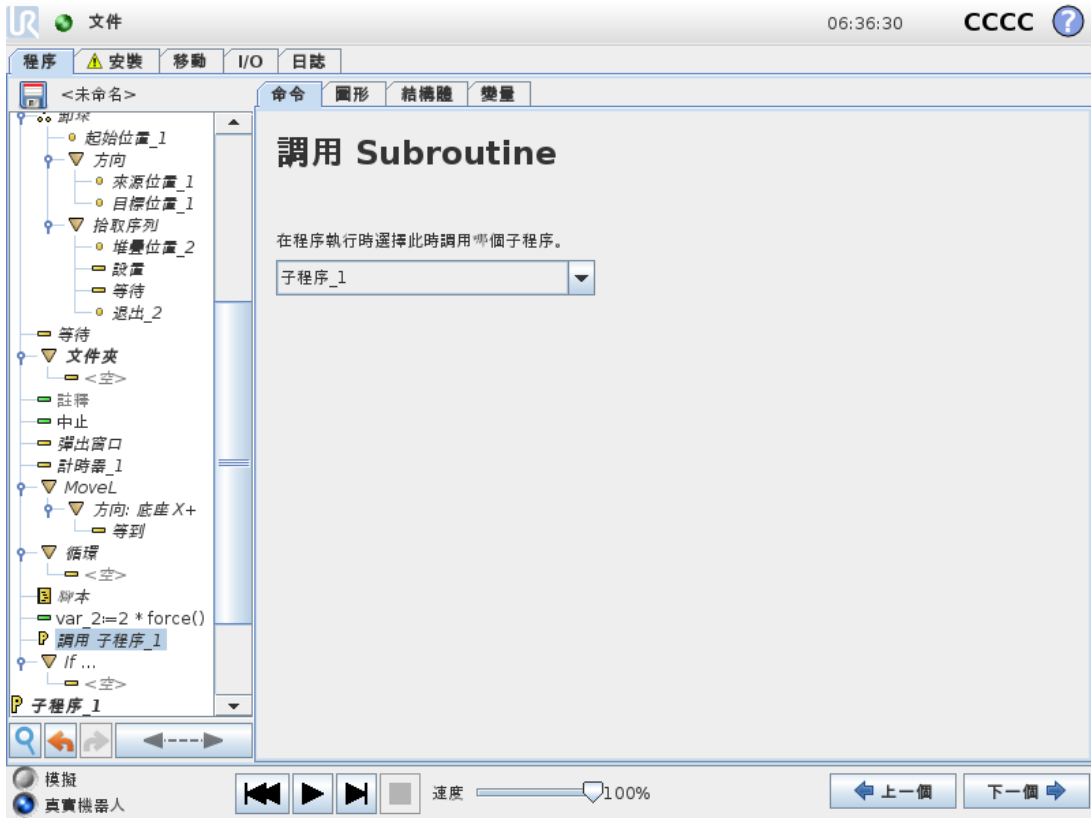 UR 文件 06:36:30 CCCC ?
程序 安裝 移動 I/O 日誌
<未命名> 命令 圖形 結構體 變量
卸垛
起始位置_1
方向
來源位置_1
目標位置_1
拾取序列
堆疊位置_2
設置
等待
退出_2
等待
文件夾
<空>
註釋
中止
彈出窗口
計時器_1
MoveL
方向: 底座 X+
等到
循環
<空>
腳本
var_2:=2 * force()
調用 子程序_1
If ...
<空>
子程序_1
調用 Subroutine
在程序執行時選擇此時調用哪個子程序。
子程序_1
模擬
真實機器人
速度 100%
上一個 下一個